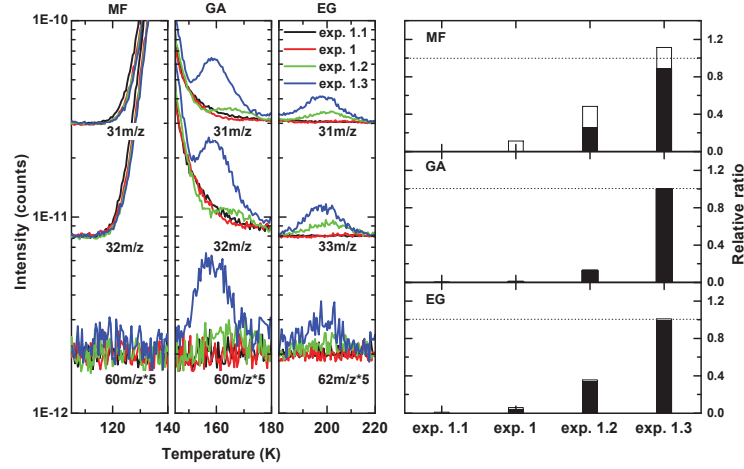 MF GA EG
1E-10
exp. 1.1
exp. 1
exp. 1.2
exp. 1.3
31m/z 31m/z 31m/z
1E-11
32m/z 32m/z 33m/z
60m/z*5 60m/z*5 62m/z*5
1E-12
120 140 160 180 200 220
Temperature (K)
Intensity (counts)
MF
1.2
0.8
0.4
0.0
GA
1.2
0.8
0.4
0.0
EG
1.2
0.8
0.4
0.0
exp. 1.1 exp. 1 exp. 1.2 exp. 1.3
Relative ratio